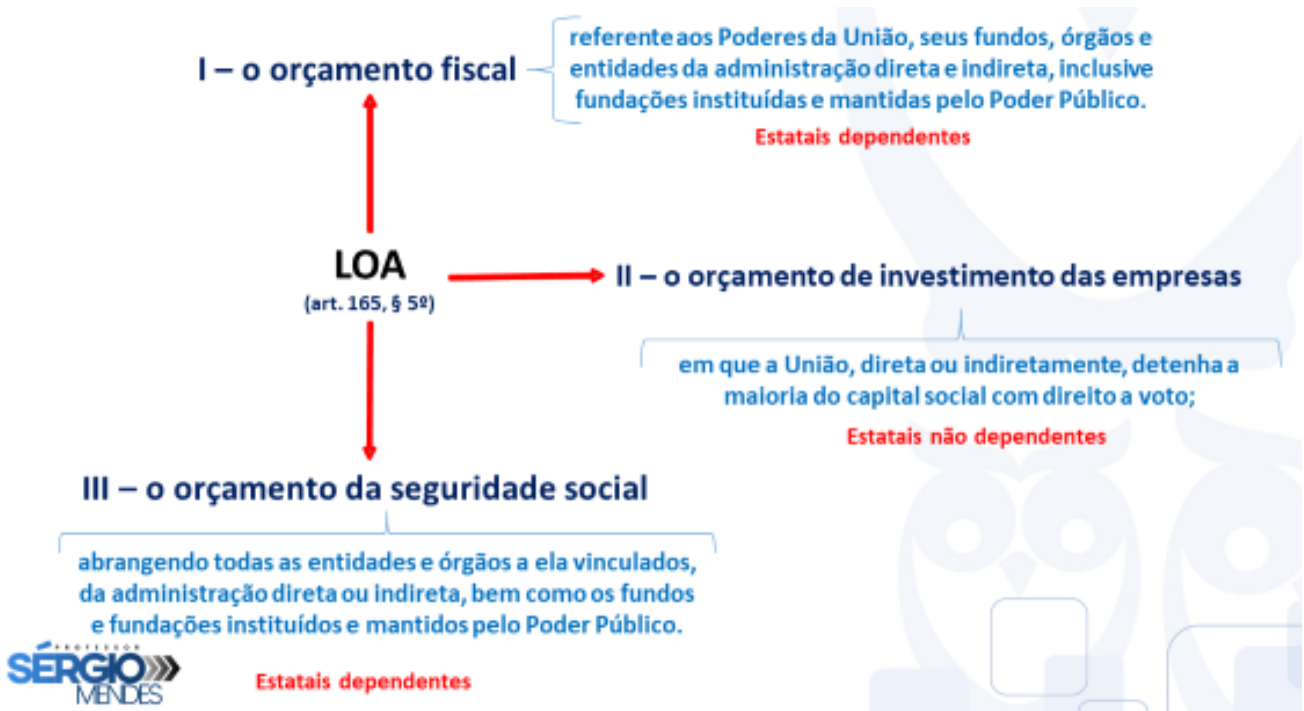 I – o orçamento fiscal
referente aos Poderes da União, seus fundos, órgãos e
entidades da administração direta e indireta, inclusive
fundações instituídas e mantidas pelo Poder Público.
Estatais dependentes
LOA
(art. 165, § 5º)
II – o orçamento de investimento das empresas
em que a União, direta ou indiretamente, detenha a
maioria do capital social com direito a voto;
Estatais não dependentes
III – o orçamento da seguridade social
abrangendo todas as entidades e órgãos a ela vinculados,
da administração direta ou indireta, bem como os fundos
e fundações instituídos e mantidos pelo Poder Público.
Estatais dependentes
PROFESSOR
SÉRGIO
MENDES